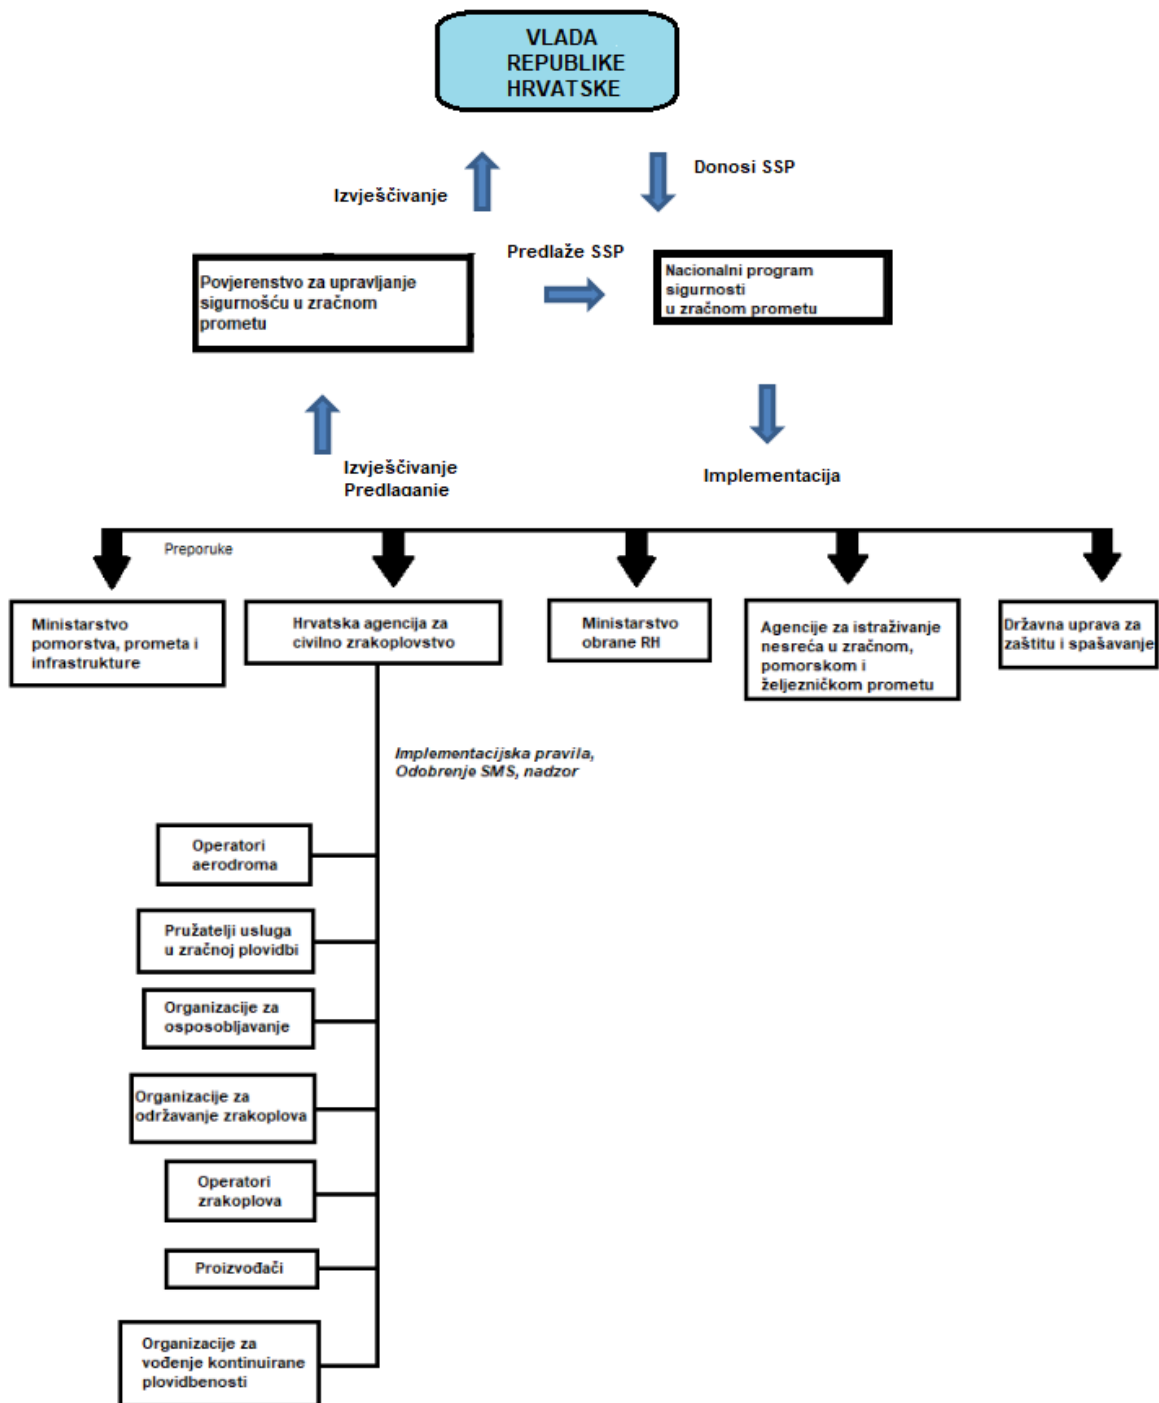 VLADA
REPUBLIKE
HRVATSKE
Izvješčivanje
Donosi SSP
Predlaže SSP
Povjerenstvo za upravljanje
sigurnošću u zračnom
prometu
Nacionalni program
sigurnosti
u zračnom prometu
Izvješčivanje
Predlaganje
Implementacija
Preporuke
Ministarstvo
pomorstva, prometa i
infrastrukture
Hrvatska agencija za
civilno zrakoplovstvo
Ministarstvo
obrane RH
Agencije za istraživanje
nesreća u zračnom,
pomorskom i
željezničkom prometu
Državna uprava za
zaštitu i spašavanje
Implementacijska pravila,
Odobrenje SMS, nadzor
Operatori
aerodroma
Pružatelji usluga
u zračnoj plovidbi
Organizacije za
osposobljavanje
Organizacije za
održavanje zrakoplova
Operatori
zrakoplova
Proizvođači
Organizacije za
vođenje kontinuirane
plovidbenosti